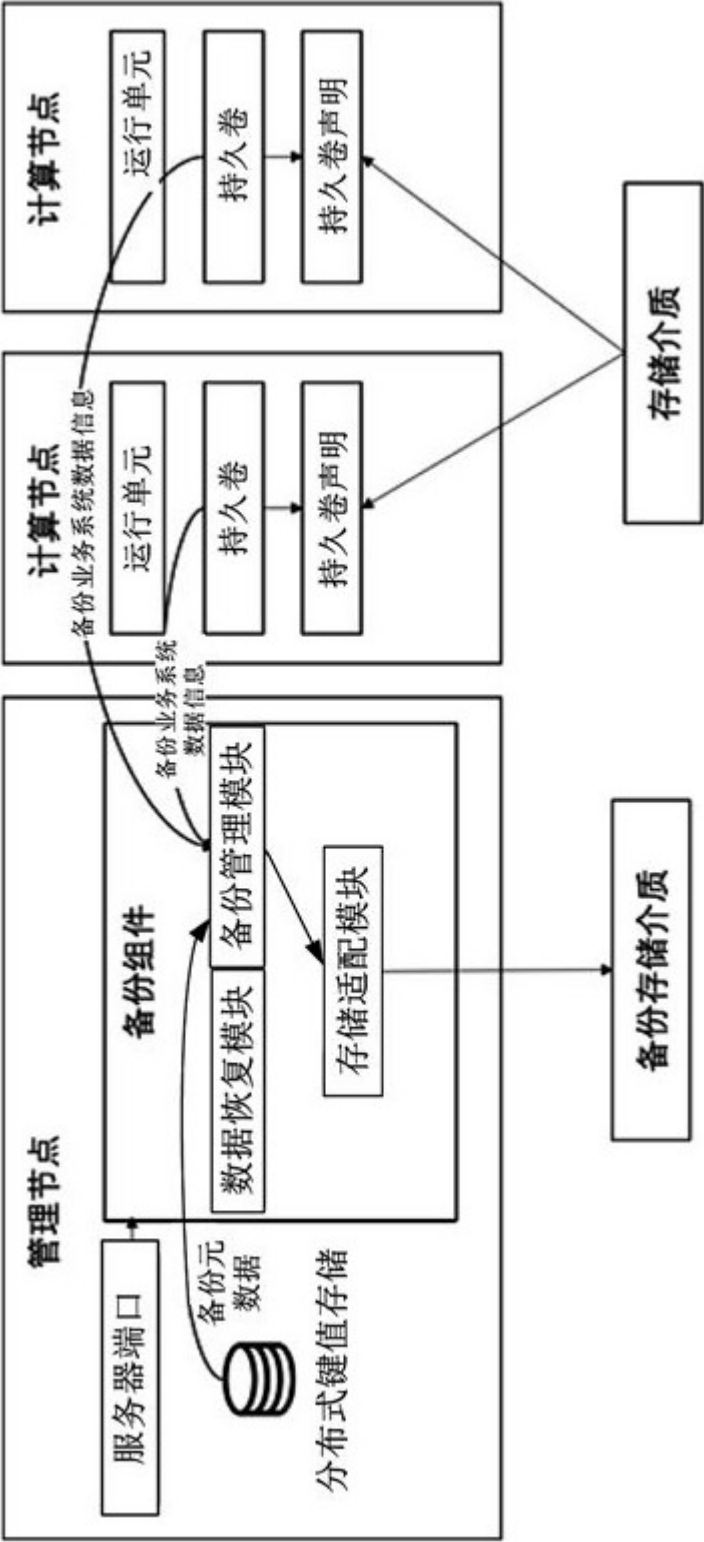 管理节点
服务器端口
备份组件
备份元
数据
分布式键值存储
数据恢复模块
备份管理模块
存储适配模块
备份业务系统数据信息
备份业务系统
数据信息
计算节点
运行单元
持久卷
持久卷声明
计算节点
运行单元
持久卷
持久卷声明
备份存储介质
存储介质